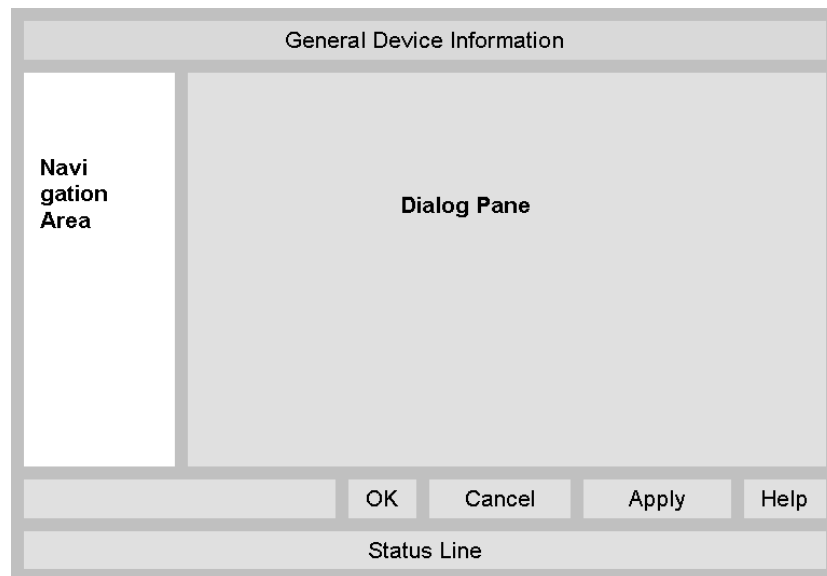 General Device Information
Navi
gation
Area
Dialog Pane
OK Cancel Apply Help
Status Line